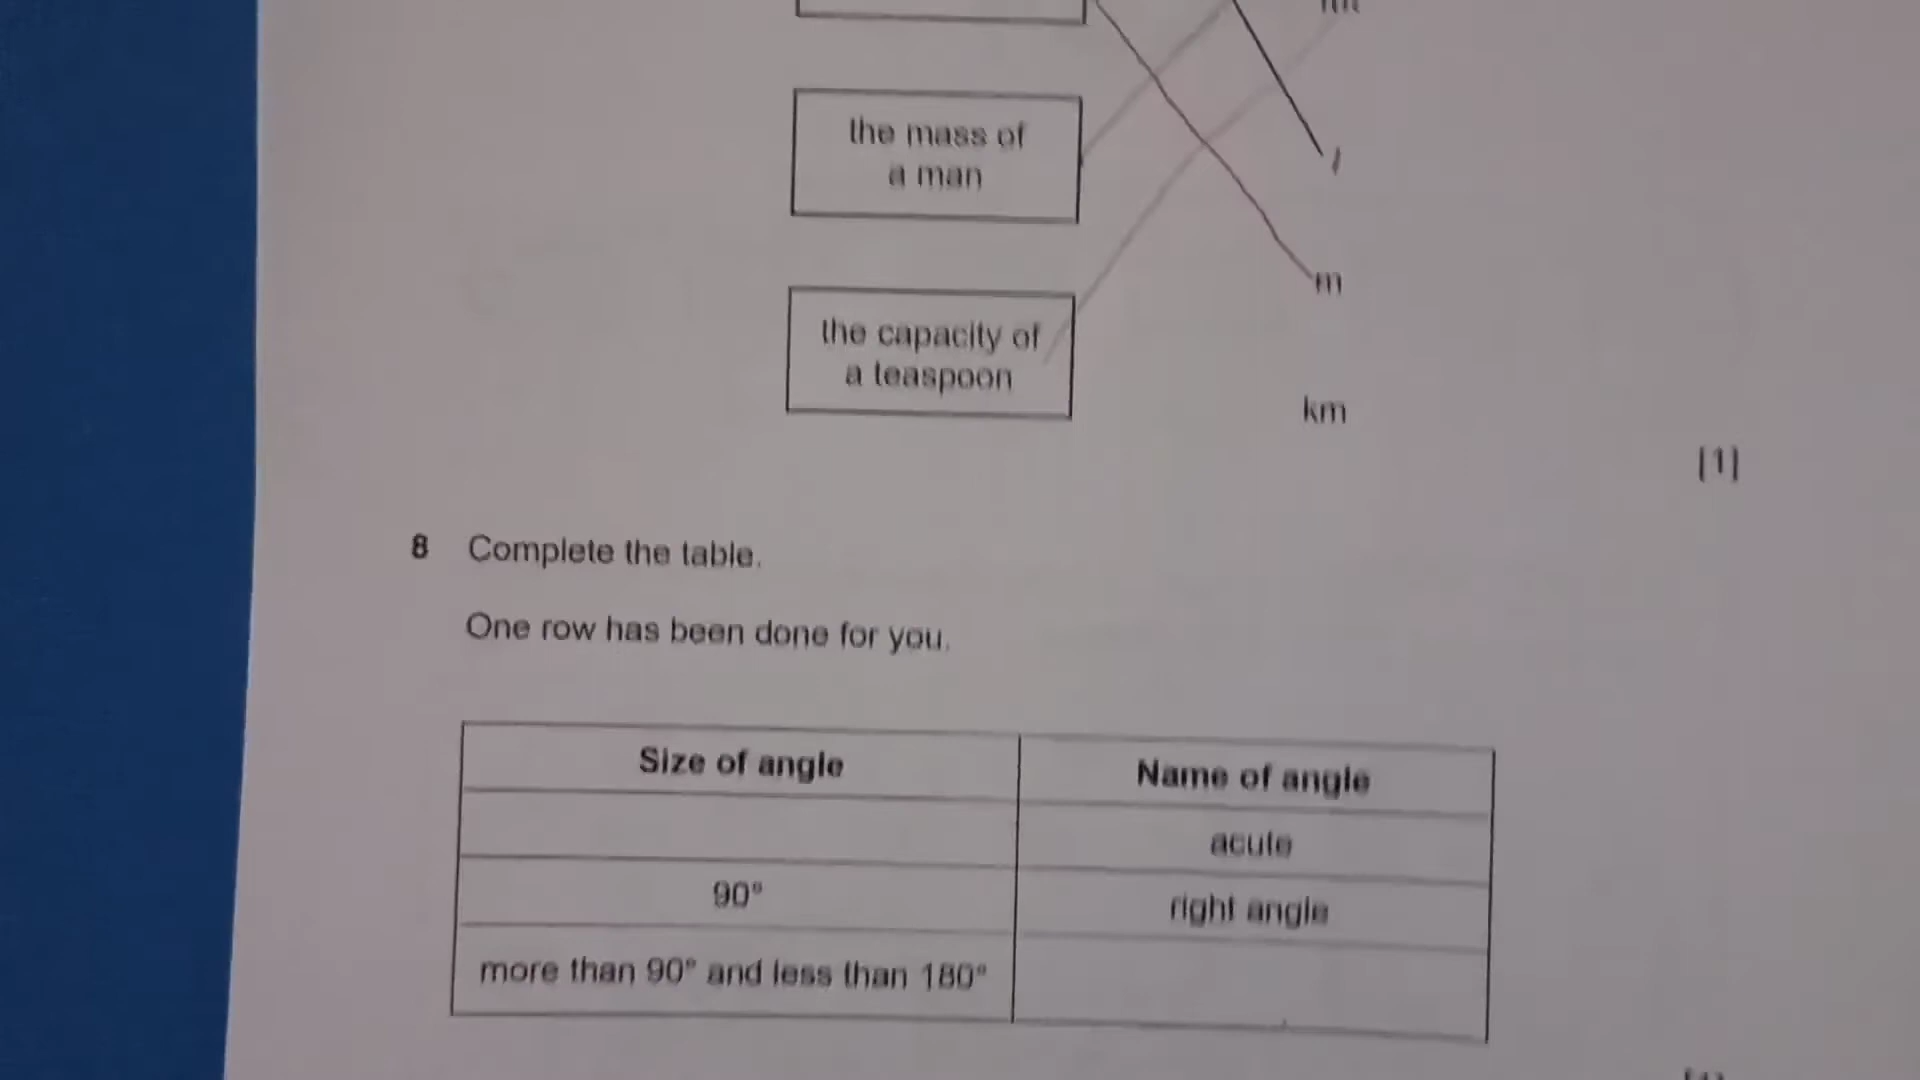 the mass of
a man
l
m
the capacity of
a teaspoon
km
[1]
8 Complete the table.
One row has been done for you.
Size of angle Name of angle
acute
90° right angle
more than 90° and less than 180°